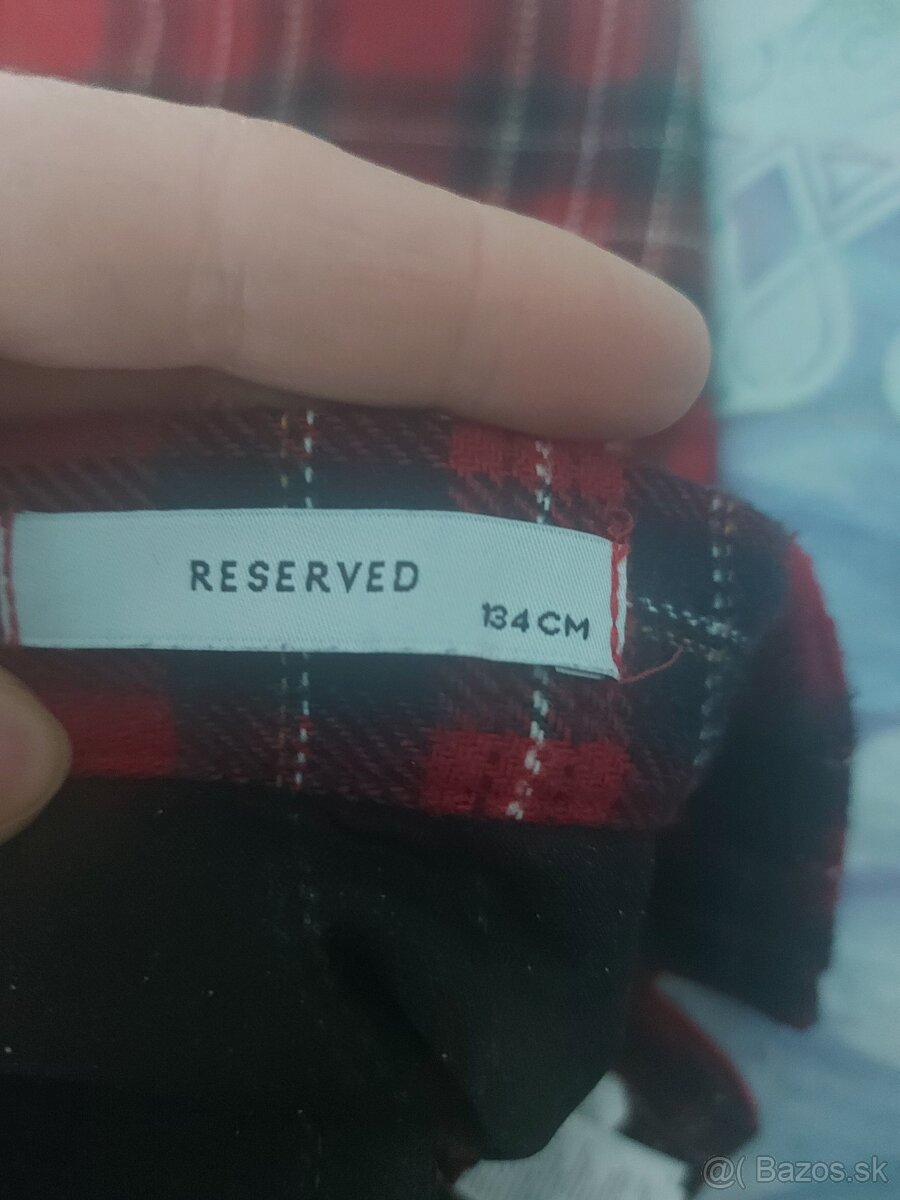 RESERVED
134 CM
@( Bazos.sk